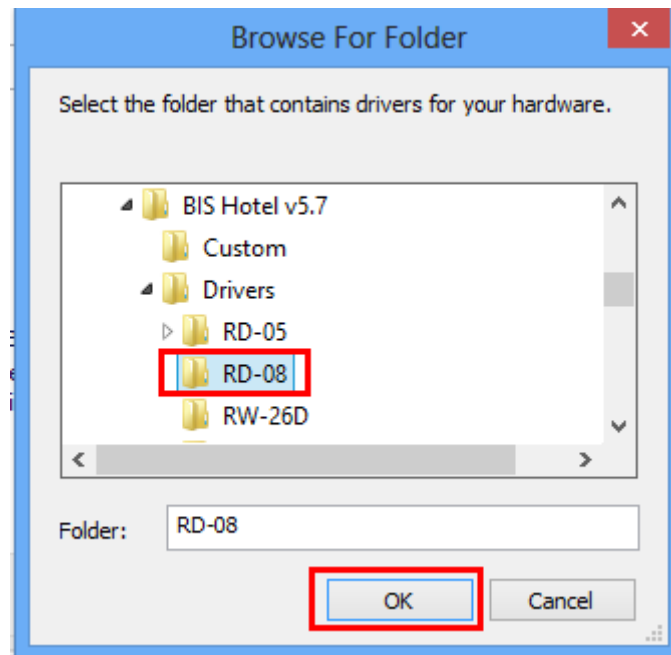 Browse For Folder
Select the folder that contains drivers for your hardware.
BIS Hotel v5.7
Custom
Drivers
RD-05
RD-08
RW-26D
Folder:
RD-08
OK
Cancel